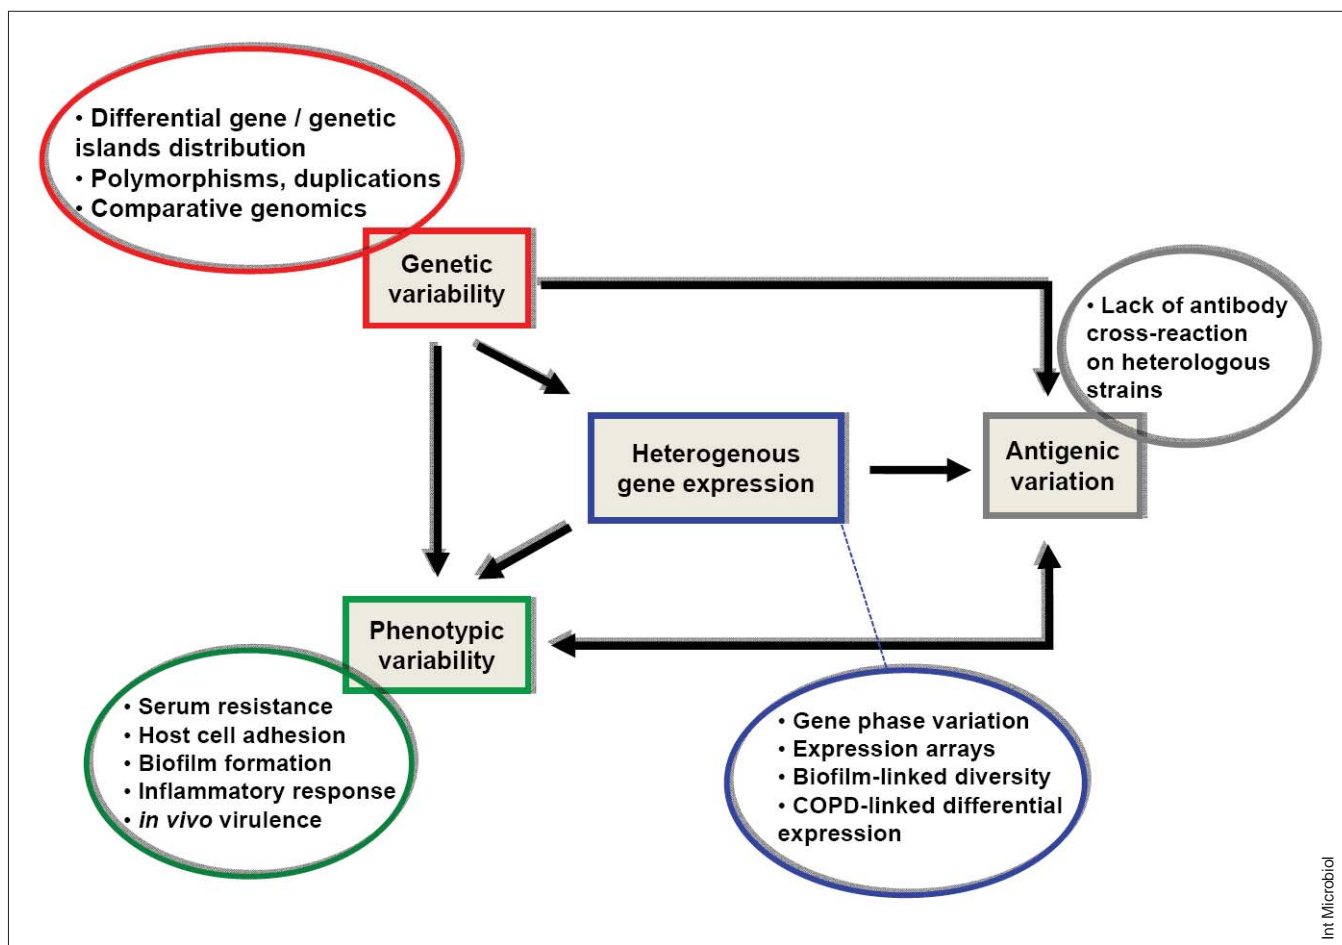 • Differential gene / genetic
islands distribution
• Polymorphisms, duplications
• Comparative genomics
Genetic
variability
• Lack of antibody
cross-reaction
on heterologous
strains
Heterogenous
gene expression
Antigenic
variation
Phenotypic
variability
• Serum resistance
• Host cell adhesion
• Biofilm formation
• Inflammatory response
• in vivo virulence
• Gene phase variation
• Expression arrays
• Biofilm-linked diversity
• COPD-linked differential
expression
Int Microbiol